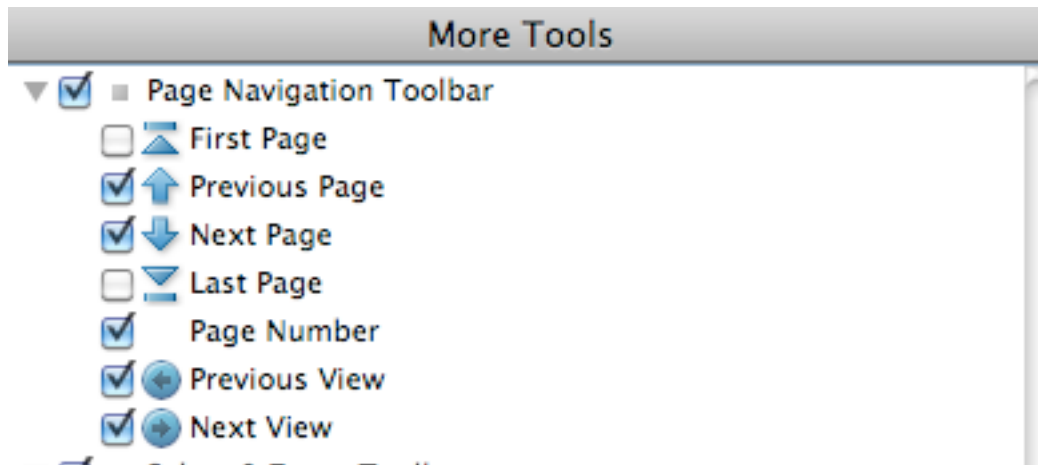 More Tools
Page Navigation Toolbar
First Page
Previous Page
Next Page
Last Page
Page Number
Previous View
Next View